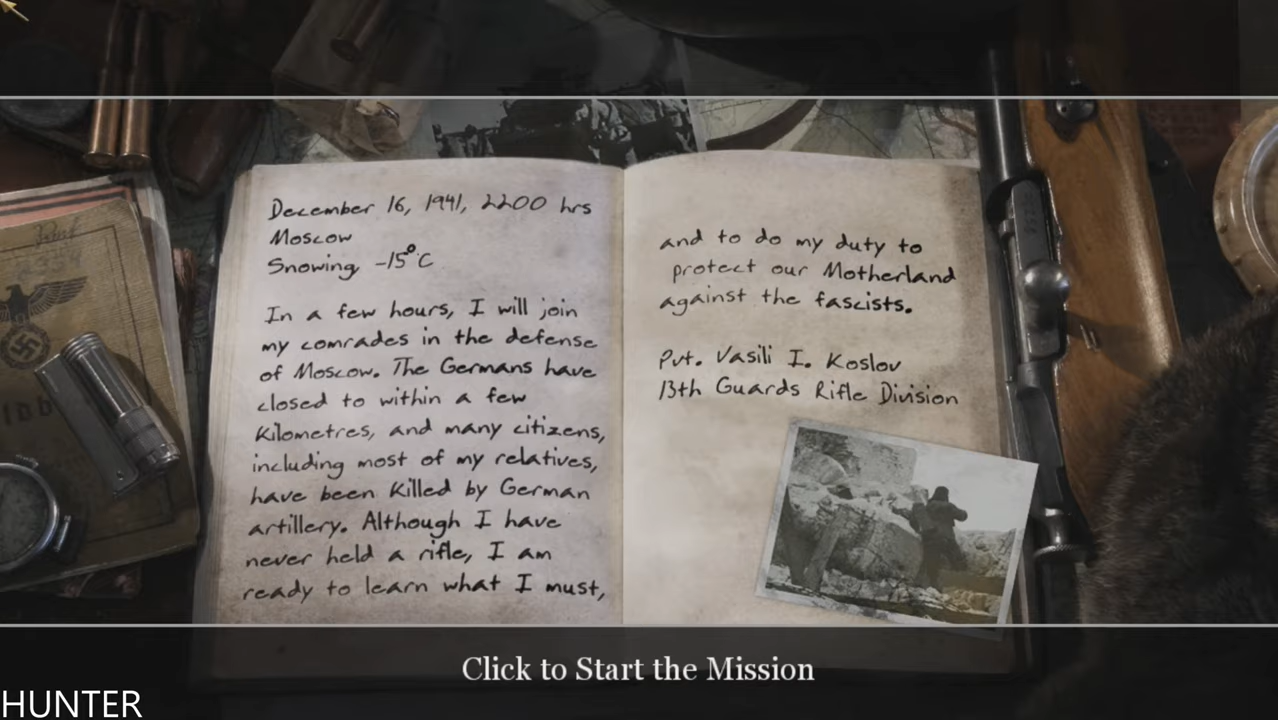 December 16, 1941, 2200 hrs
Moscow
Snowing, -15°C
In a few hours, I will join
my comrades in the defense
of Moscow. The Germans have
closed to within a few
kilometres, and many citizens,
including most of my relatives,
have been killed by German
artillery. Although I have
never held a rifle, I am
ready to learn what I must,
and to do my duty to
protect our Motherland
against the fascists.
Pvt. Vasili I. Koslov
13th Guards Rifle Division
Click to Start the Mission
HUNTER